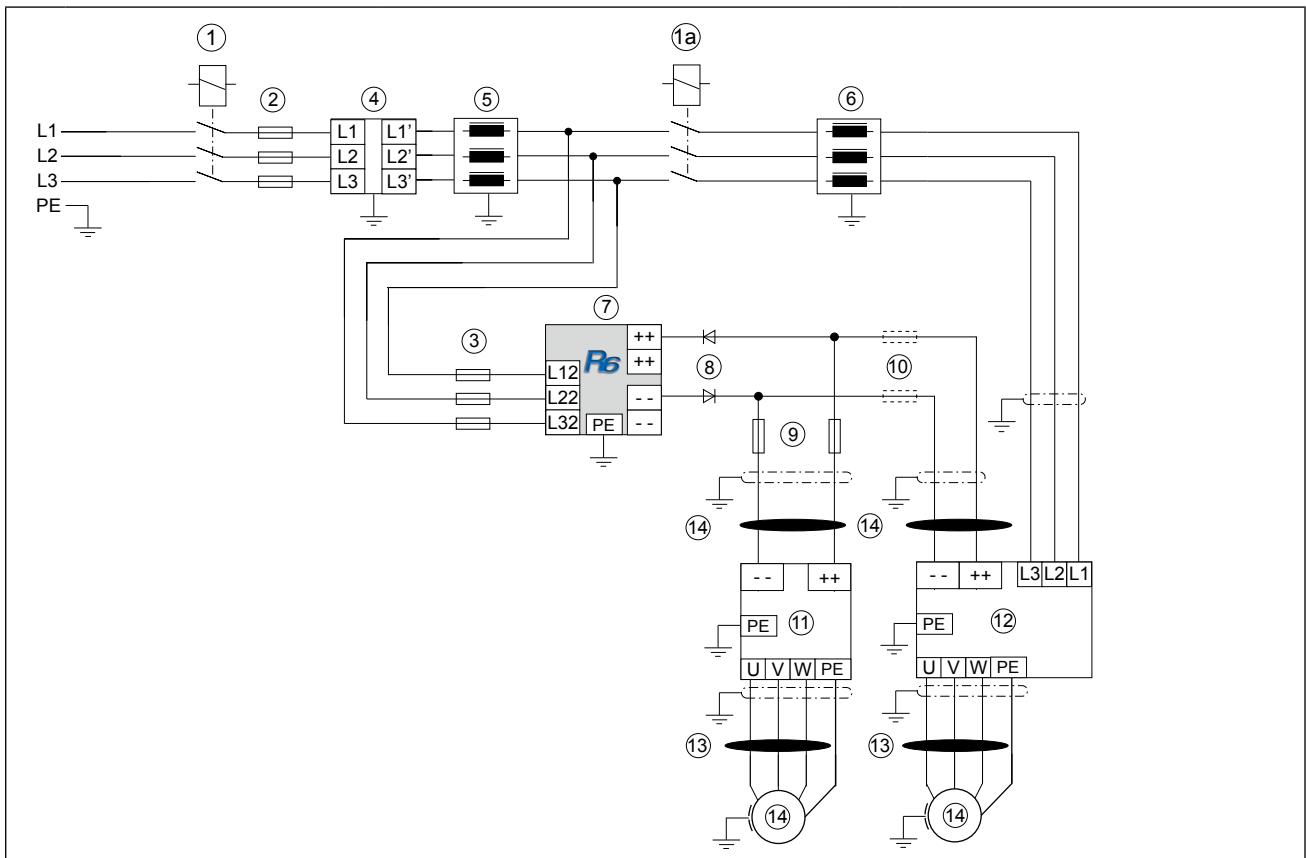 1 1a
2 4 5 6
L1 L1 L1'
L2 L2 L2'
L3 L3 L3'
PE
7
3 ++
R6 ++
L12 8 10
L22 - -
L32 PE - -
9
14 14
- - ++ - - ++ L3 L2 L1
PE 11 PE 12
U V W PE U V W PE
13 13
14 14